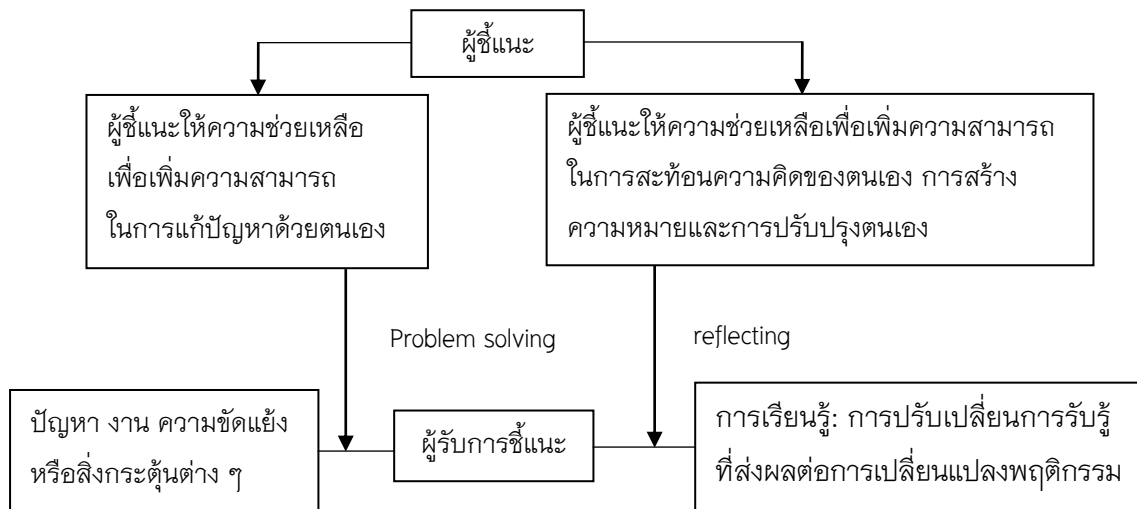 ผู้ชี้แนะ
ผู้ชี้แนะให้ความช่วยเหลือ
เพื่อเพิ่มความสามารถ
ในการแก้ปัญหาด้วยตนเอง
ผู้ชี้แนะให้ความช่วยเหลือเพื่อเพิ่มความสามารถ
ในการสะท้อนความคิดของตนเอง การสร้าง
ความหมายและการปรับปรุงตนเอง
Problem solving
reflecting
ปัญหา งาน ความขัดแย้ง
หรือสิ่งกระตุ้นต่าง ๆ
ผู้รับการชี้แนะ
การเรียนรู้: การปรับเปลี่ยนการรับรู้
ที่ส่งผลต่อการเปลี่ยนแปลงพฤติกรรม